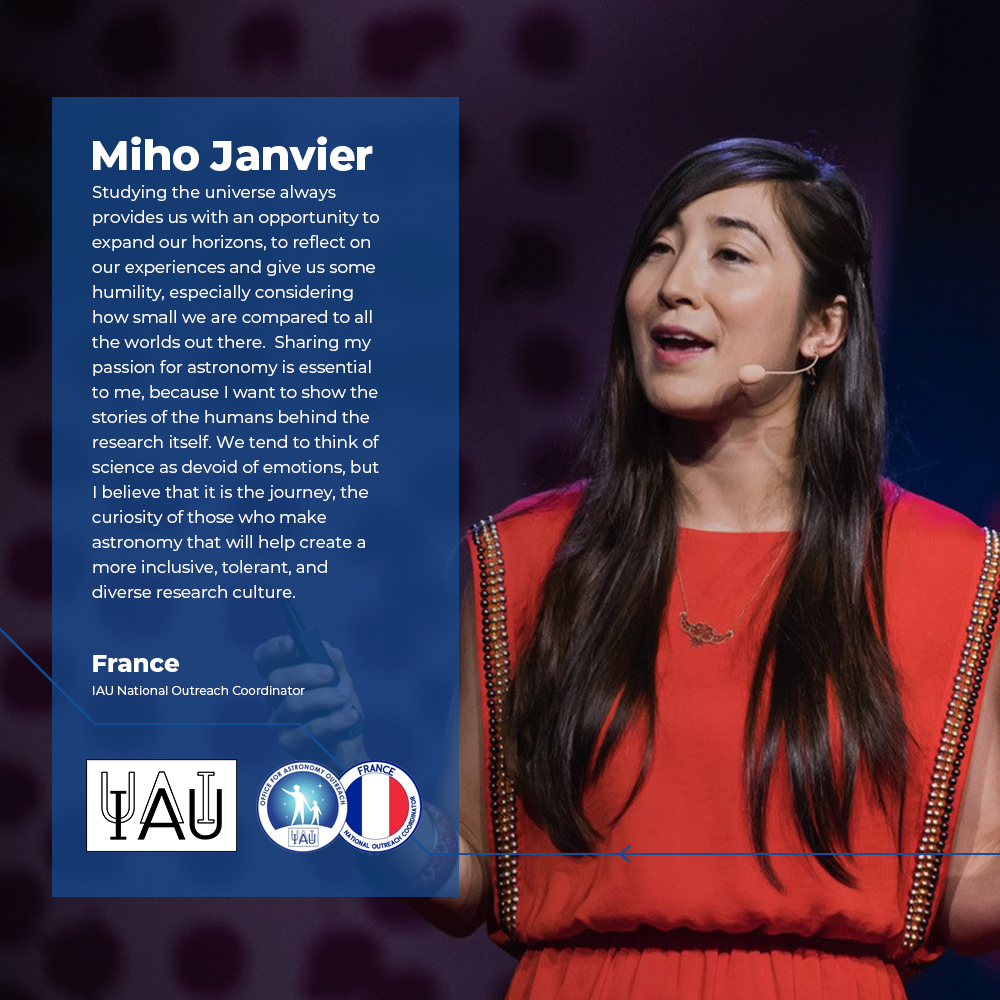 Miho Janvier
Studying the universe always
provides us with an opportunity to
expand our horizons, to reflect on
our experiences and give us some
humility, especially considering
how small we are compared to all
the worlds out there.  Sharing my
passion for astronomy is essential
to me, because I want to show the
stories of the humans behind the
research itself. We tend to think of
science as devoid of emotions, but
I believe that it is the journey, the
curiosity of those who make
astronomy that will help create a
more inclusive, tolerant, and
diverse research culture.
France
IAU National Outreach Coordinator
UAI
IAU
OFFICE FOR ASTRONOMY OUTREACH
UAI
IAU
FRANCE
NATIONAL OUTREACH COORDINATOR